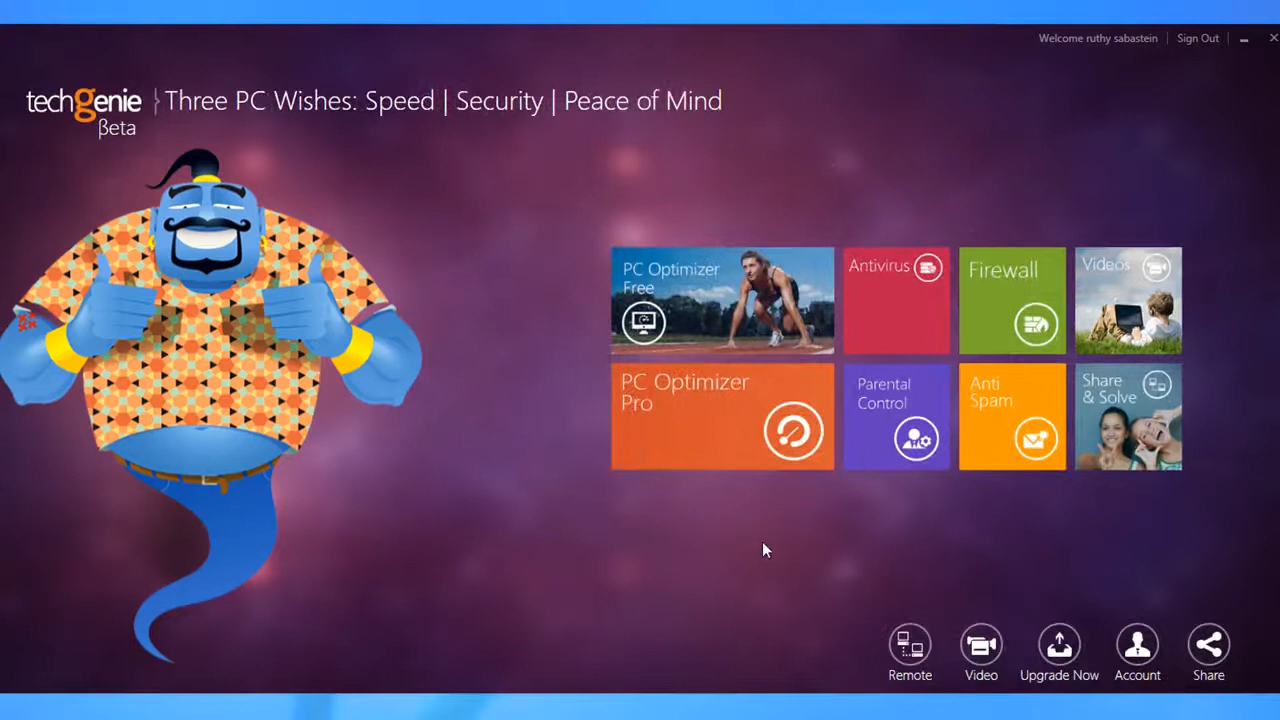 Welcome ruthy sabastein | Sign Out
techgenie
βeta
Three PC Wishes: Speed | Security | Peace of Mind
PC Optimizer
Free
Antivirus
Firewall
Videos
PC Optimizer
Pro
Parental
Control
Anti
Spam
Share
& Solve
Remote
Video
Upgrade Now
Account
Share